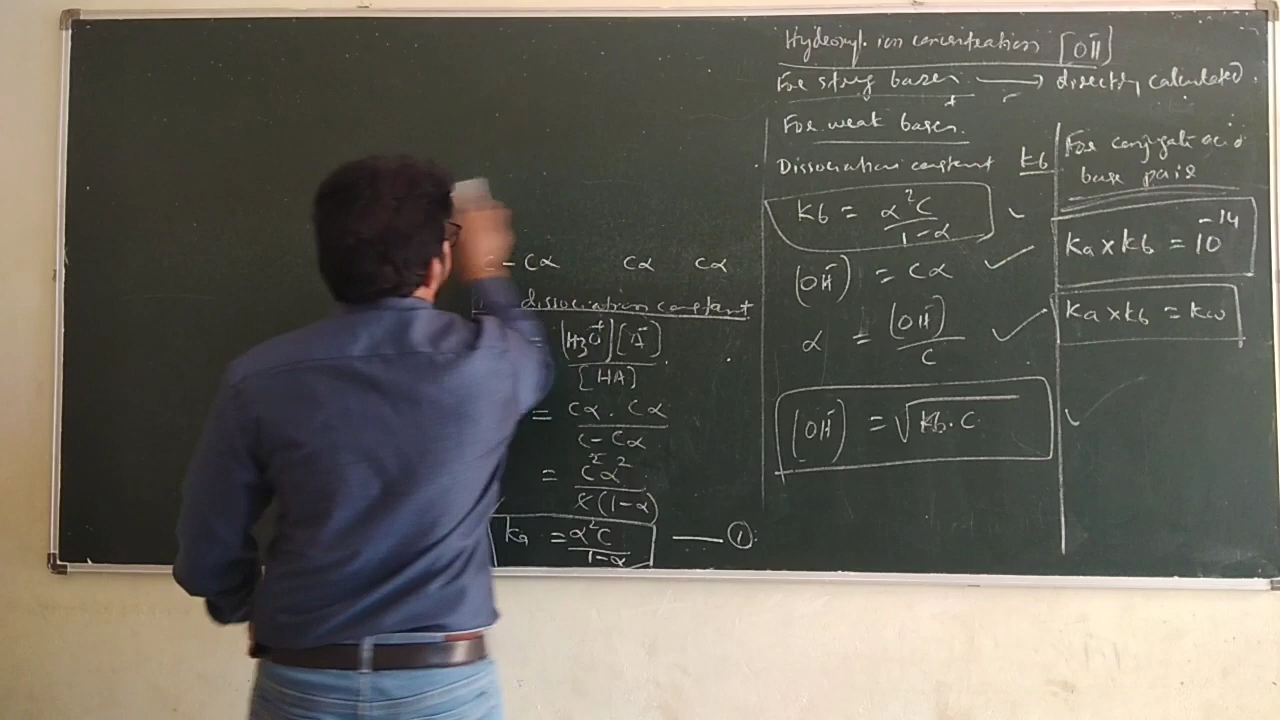 C - Cα Cα Cα
dissociation constant
= [H₃O⁺][A⁻]
[HA]
= Cα . Cα
C - Cα
= C²α²
C(1-α)
Ka = α²C
1-α
①
Hydroxyl ion concentration [OH⁻]
For strong bases → directly calculated
For weak bases.
Dissociation constant Kb
Kb = α²C
1-α
[OH⁻] = Cα
α = [OH⁻]
C
[OH⁻] = √Kb.C
For conjugate acid
base pair
Ka x Kb = 10⁻¹⁴
Ka x Kb = Kw